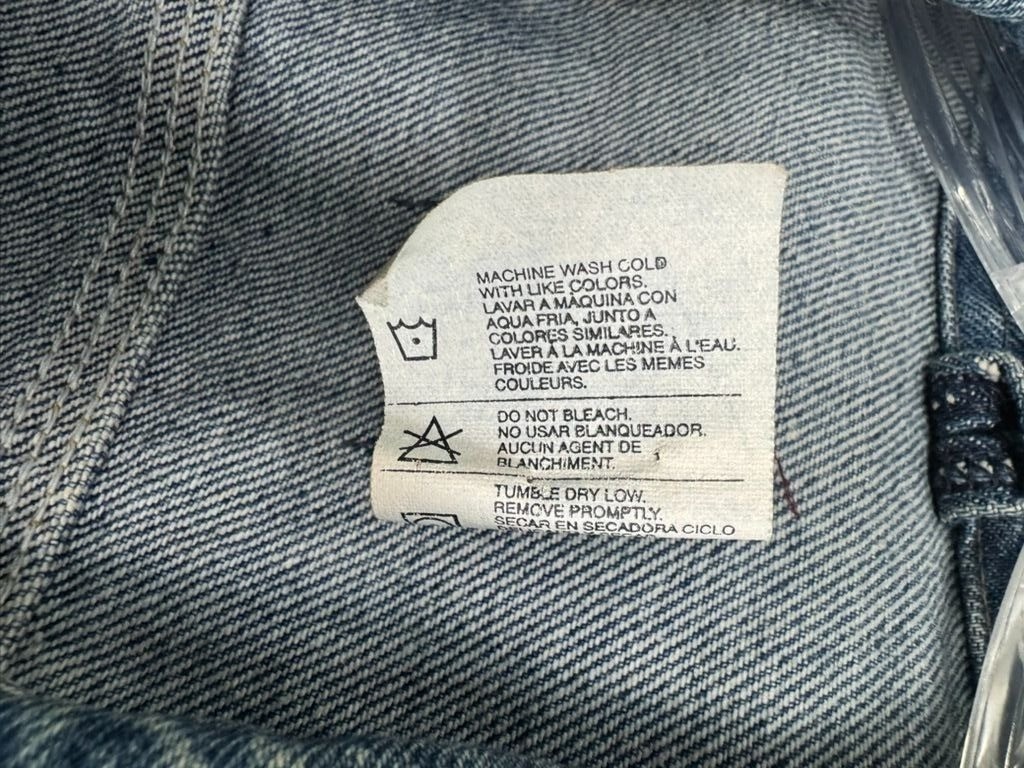 MACHINE WASH COLD
WITH LIKE COLORS.
LAVAR A MÀQUINA CON
AQUA FRIA, JUNTO A
COLORES SIMILARES.
LAVER À LA MACHINE À L'EAU.
FROIDE AVEC LES MEMES
COULEURS.
DO NOT BLEACH.
NO USAR BLANQUEADOR.
AUCUN AGENT DE
BLANCHIMENT.
TUMBLE DRY LOW.
REMOVE PROMPTLY.
SECAR EN SECADORA CICLO